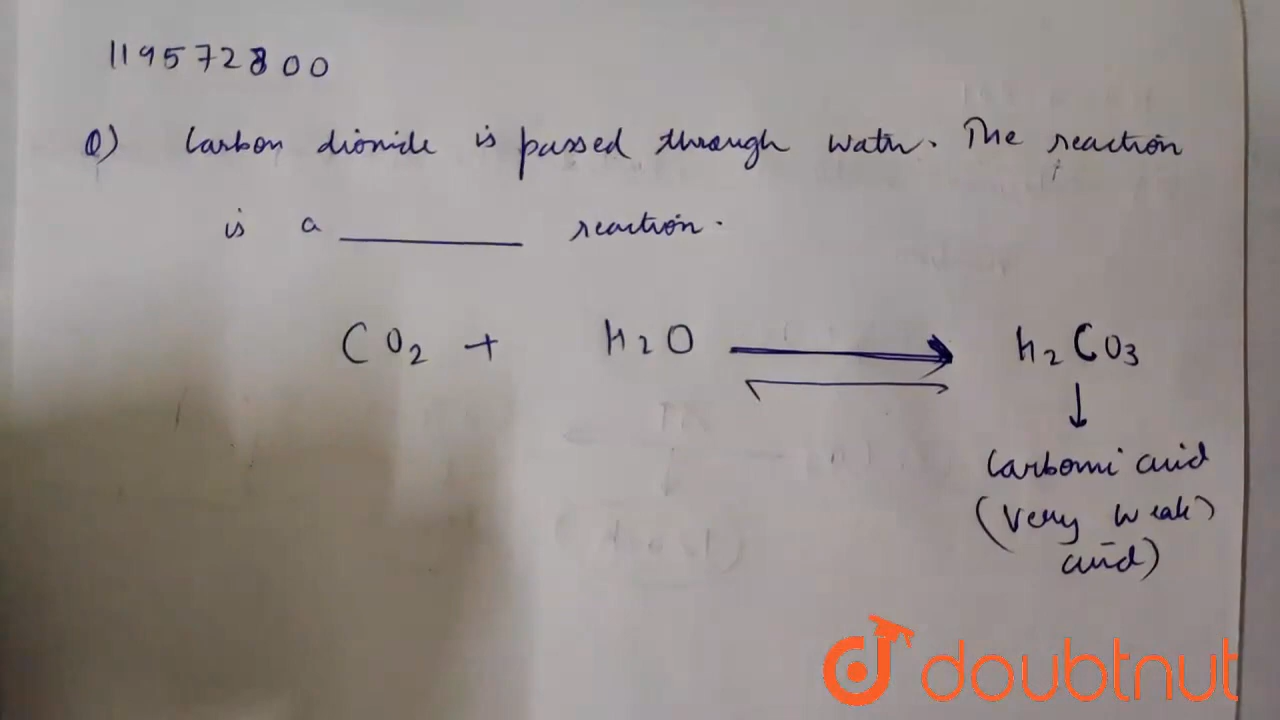 119572800
Q) Carbon dioxide is passed through water. The reaction
is a ________ reaction.
CO2 + H2O ⇌ H2CO3
↓
Carbonic acid
(Very weak
acid)
doubtnut